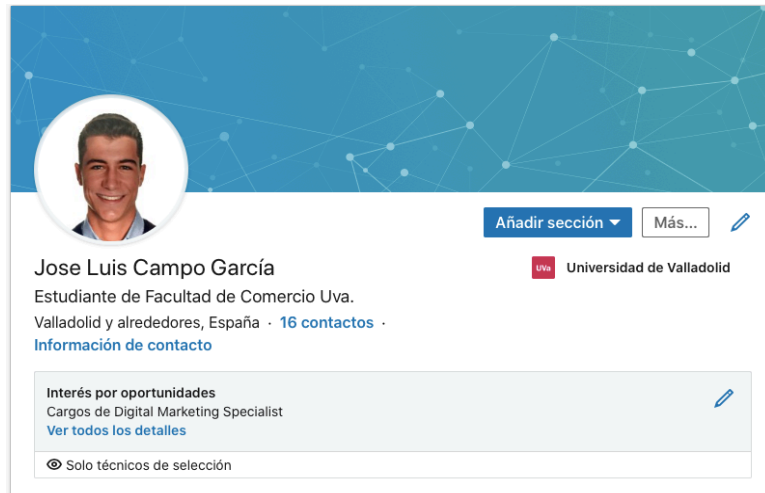 Añadir sección
Más...
Jose Luis Campo García
UVa Universidad de Valladolid
Estudiante de Facultad de Comercio Uva.
Valladolid y alrededores, España · 16 contactos ·
Información de contacto
Interés por oportunidades
Cargos de Digital Marketing Specialist
Ver todos los detalles
Solo técnicos de selección